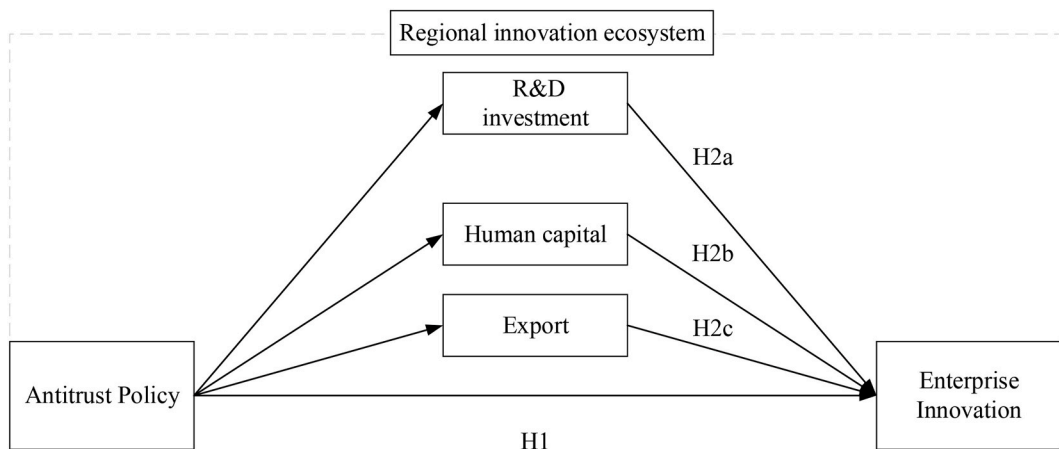 Regional innovation ecosystem
R&D
investment
H2a
Human capital
H2b
Export
H2c
Antitrust Policy
Enterprise
Innovation
H1